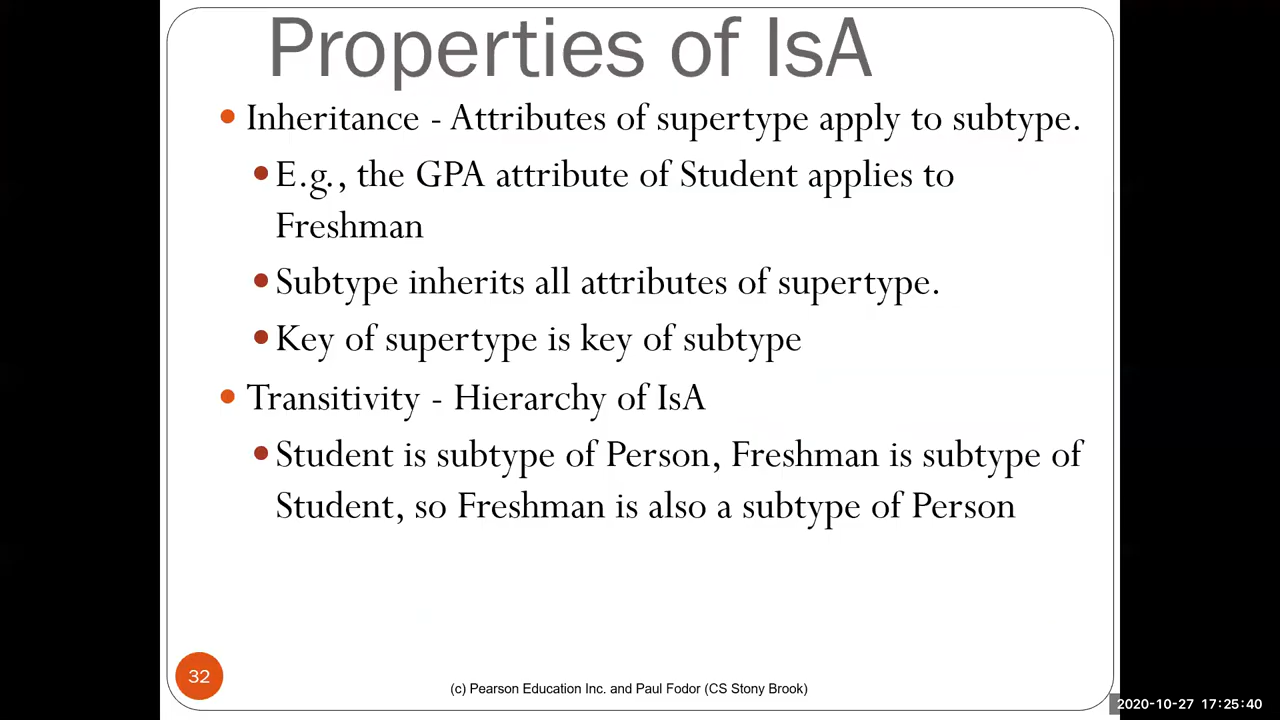 Properties of IsA
Inheritance - Attributes of supertype apply to subtype.
E.g., the GPA attribute of Student applies to
Freshman
Subtype inherits all attributes of supertype.
Key of supertype is key of subtype
Transitivity - Hierarchy of IsA
Student is subtype of Person, Freshman is subtype of
Student, so Freshman is also a subtype of Person
32
(c) Pearson Education Inc. and Paul Fodor (CS Stony Brook)
2020-10-27 17:25:40